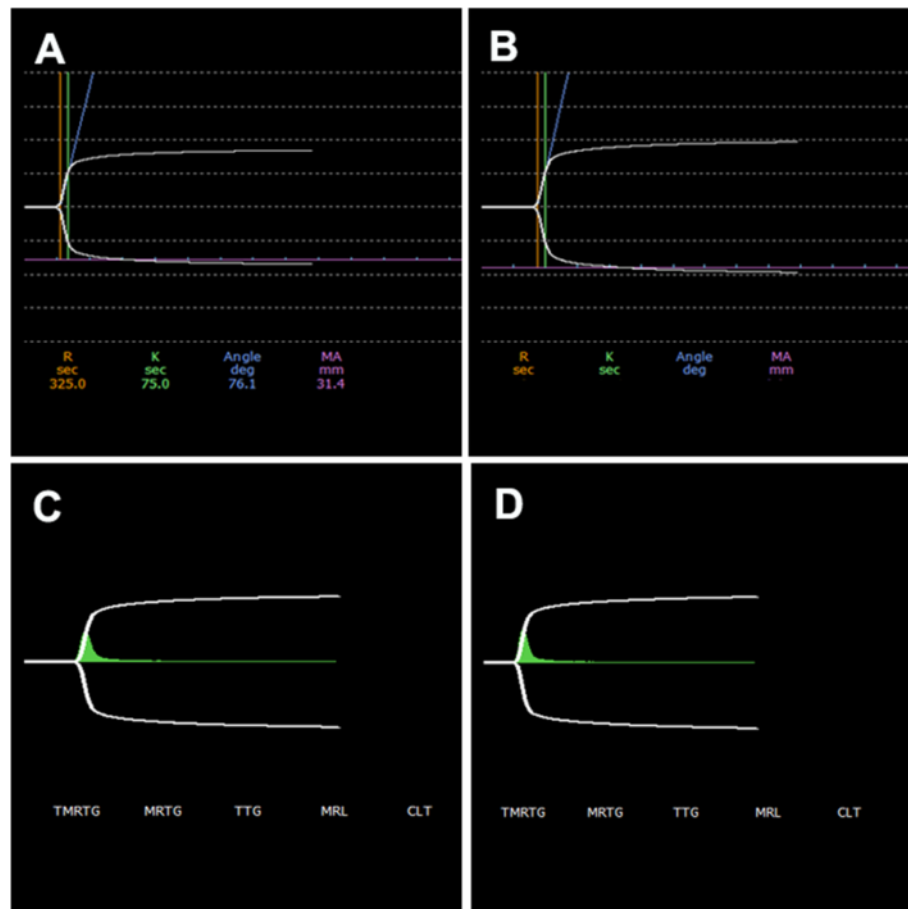 A
B
R K Angle MA
sec sec deg mm
325.0 75.0 76.1 31.4
R K Angle MA
sec sec deg mm
C
D
TMRTG MRTG TTG MRL CLT
TMRTG MRTG TTG MRL CLT